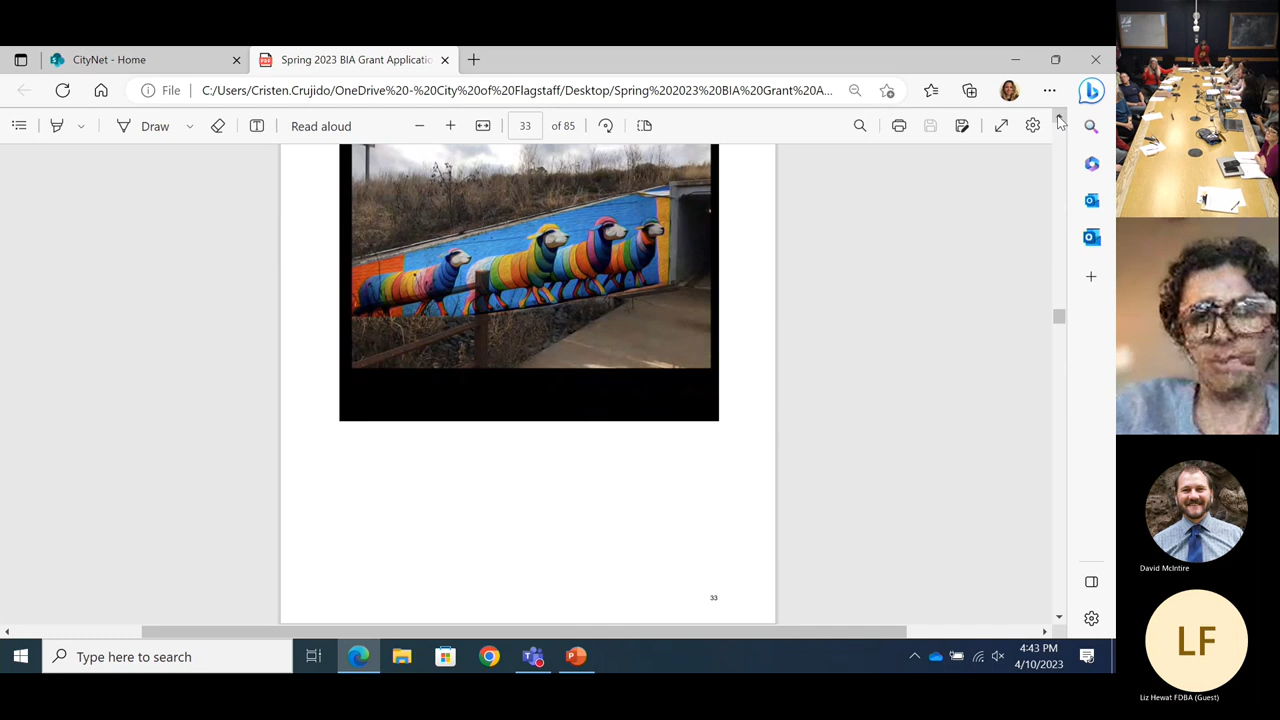 CityNet - Home
Spring 2023 BIA Grant Applicatic
File
C:/Users/Cristen.Crujido/OneDrive%20-%20City%20of%20Flagstaff/Desktop/Spring%202023%20BIA%20Grant%20A...
Draw
Read aloud
33
of 85
33
David McIntire
LF
Liz Hewat FDBA (Guest)
Type here to search
4:43 PM
4/10/2023